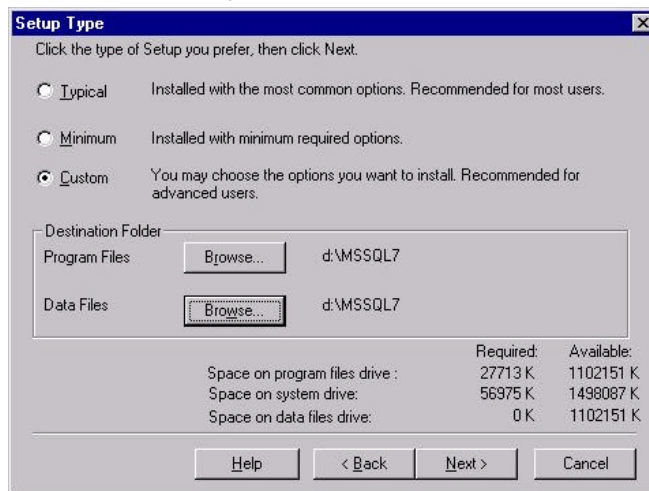 Setup Type
Click the type of Setup you prefer, then click Next.
Typical Installed with the most common options. Recommended for most users.
Minimum Installed with minimum required options.
Custom You may choose the options you want to install. Recommended for
advanced users.
Destination Folder
Program Files Browse... d:\MSSQL7
Data Files Browse... d:\MSSQL7
Required: Available:
Space on program files drive : 27713 K 1102151 K
Space on system drive: 56975 K 1498087 K
Space on data files drive: 0 K 1102151 K
Help < Back Next > Cancel